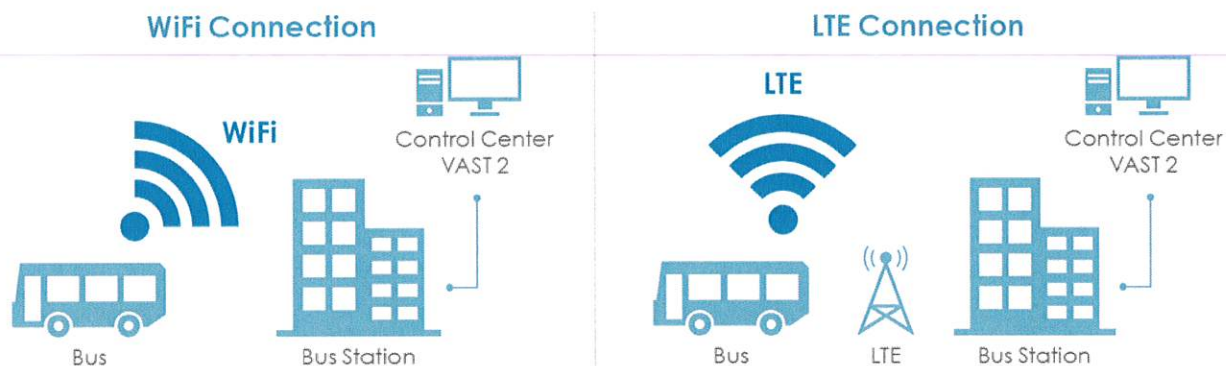 WiFi Connection
WiFi
Control Center
VAST 2
Bus
Bus Station
LTE Connection
LTE
Control Center
VAST 2
Bus
LTE
Bus Station